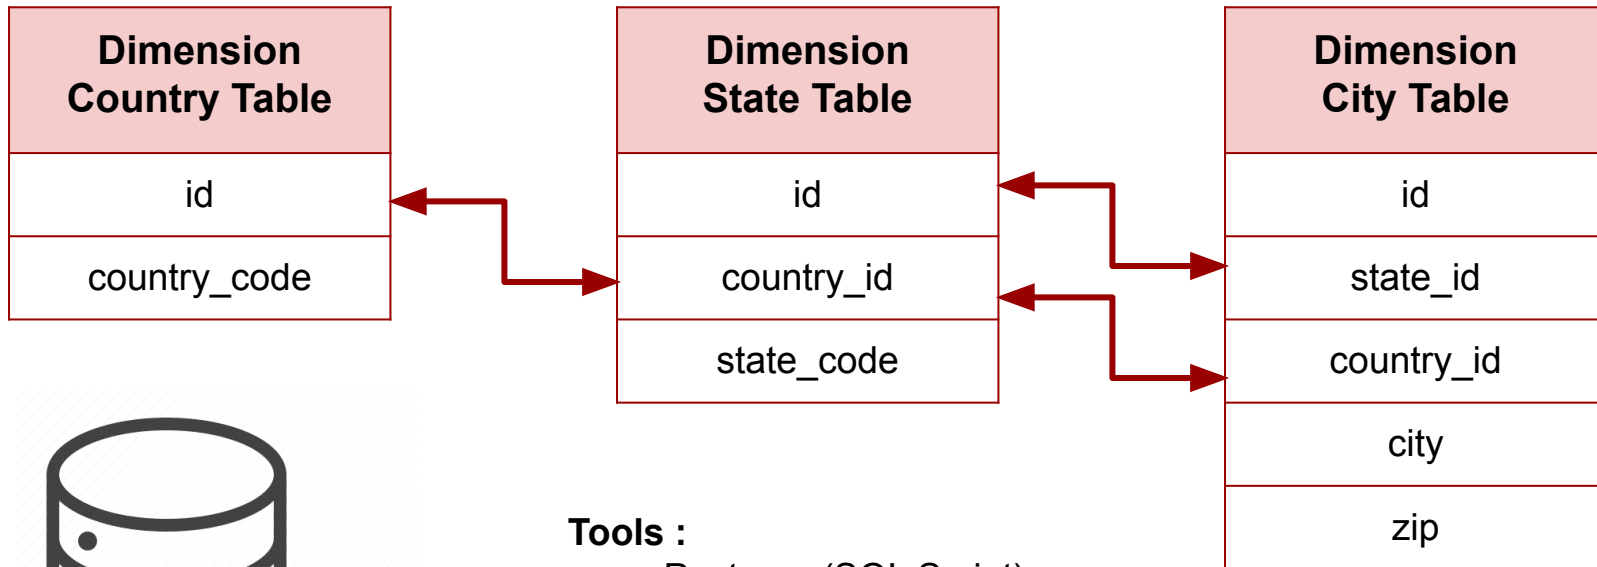 Dimension
Country Table
id
country_code
Dimension
State Table
id
country_id
state_code
Dimension
City Table
id
state_id
country_id
city
zip
Tools :